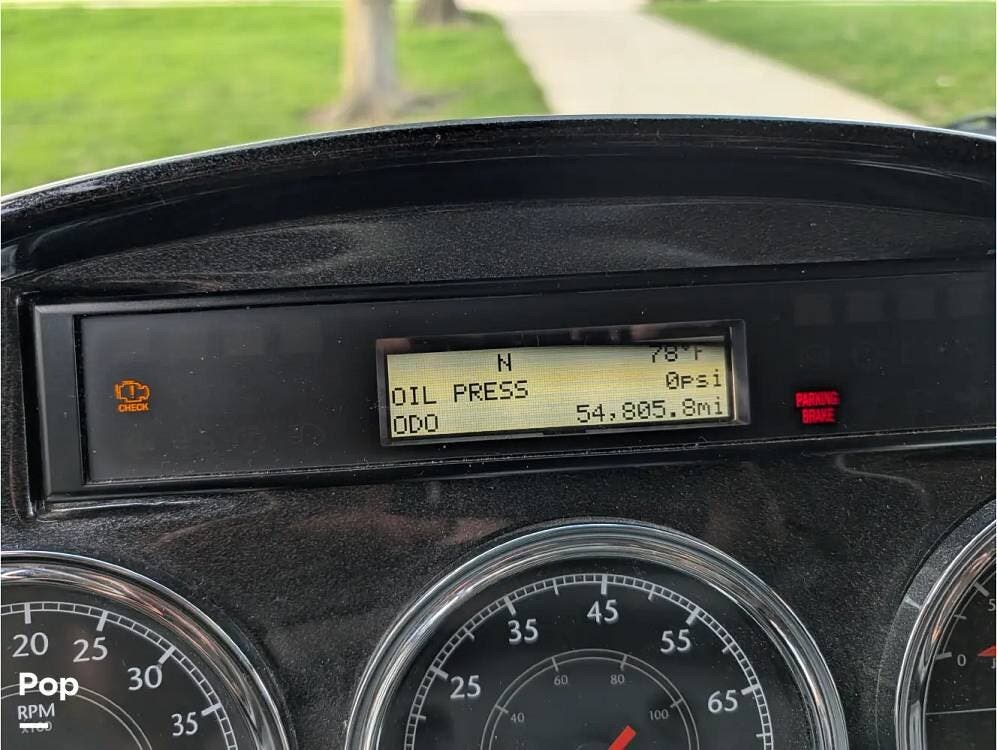 N 78°F
OIL PRESS 0psi
ODO 54,805.8mi
CHECK
PARKING
BRAKE
20 25 30 35
RPM
x100
Pop
25 35 45 55 65
40 60 80 100
0